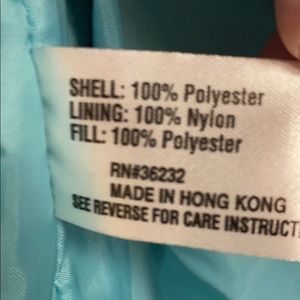 SHELL: 100% Polyester
LINING: 100% Nylon
FILL: 100% Polyester
RN#36232
MADE IN HONG KONG
SEE REVERSE FOR CARE INSTRUCT